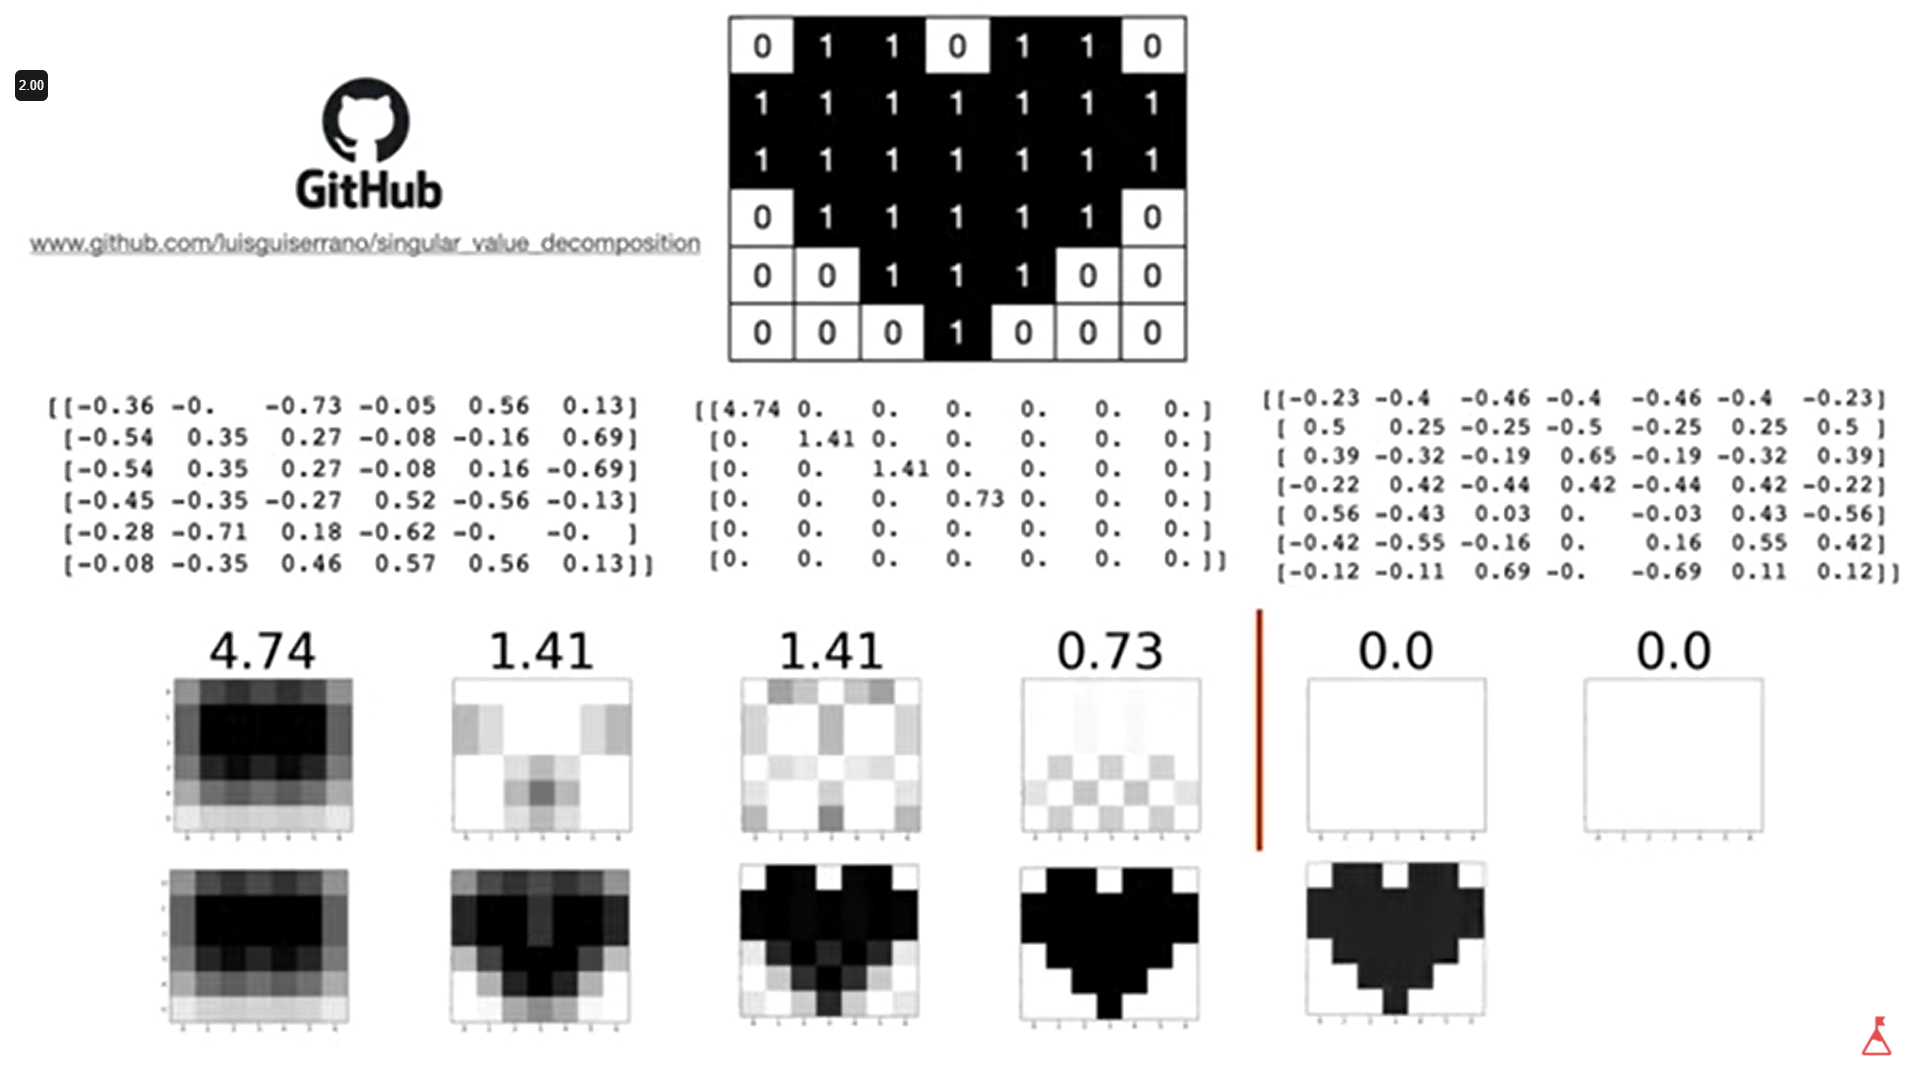 2.00
GitHub
www.github.com/luisguiserrano/singular_value_decomposition
0 1 1 0 1 1 0
1 1 1 1 1 1 1
1 1 1 1 1 1 1
0 1 1 1 1 1 0
0 0 1 1 1 0 0
0 0 0 1 0 0 0
[[-0.36 -0. -0.73 -0.05 0.56 0.13]
[-0.54 0.35 0.27 -0.08 -0.16 0.69]
[-0.54 0.35 0.27 -0.08 0.16 -0.69]
[-0.45 -0.35 -0.27 0.52 -0.56 -0.13]
[-0.28 -0.71 0.18 -0.62 -0. -0. ]
[-0.08 -0.35 0.46 0.57 0.56 0.13]]
[[4.74 0. 0. 0. 0. 0. 0. ]
[0. 1.41 0. 0. 0. 0. 0. ]
[0. 0. 1.41 0. 0. 0. 0. ]
[0. 0. 0. 0.73 0. 0. 0. ]
[0. 0. 0. 0. 0. 0. 0. ]
[0. 0. 0. 0. 0. 0. 0. ]]
[[-0.23 -0.4 -0.46 -0.4 -0.46 -0.4 -0.23]
[ 0.5 0.25 -0.25 -0.5 -0.25 0.25 0.5 ]
[ 0.39 -0.32 -0.19 0.65 -0.19 -0.32 0.39]
[-0.22 0.42 -0.44 0.42 -0.44 0.42 -0.22]
[ 0.56 -0.43 0.03 0. -0.03 0.43 -0.56]
[-0.42 -0.55 -0.16 0. 0.16 0.55 0.42]
[-0.12 -0.11 0.69 -0. -0.69 0.11 0.12]]
4.74 1.41 1.41 0.73 0.0 0.0